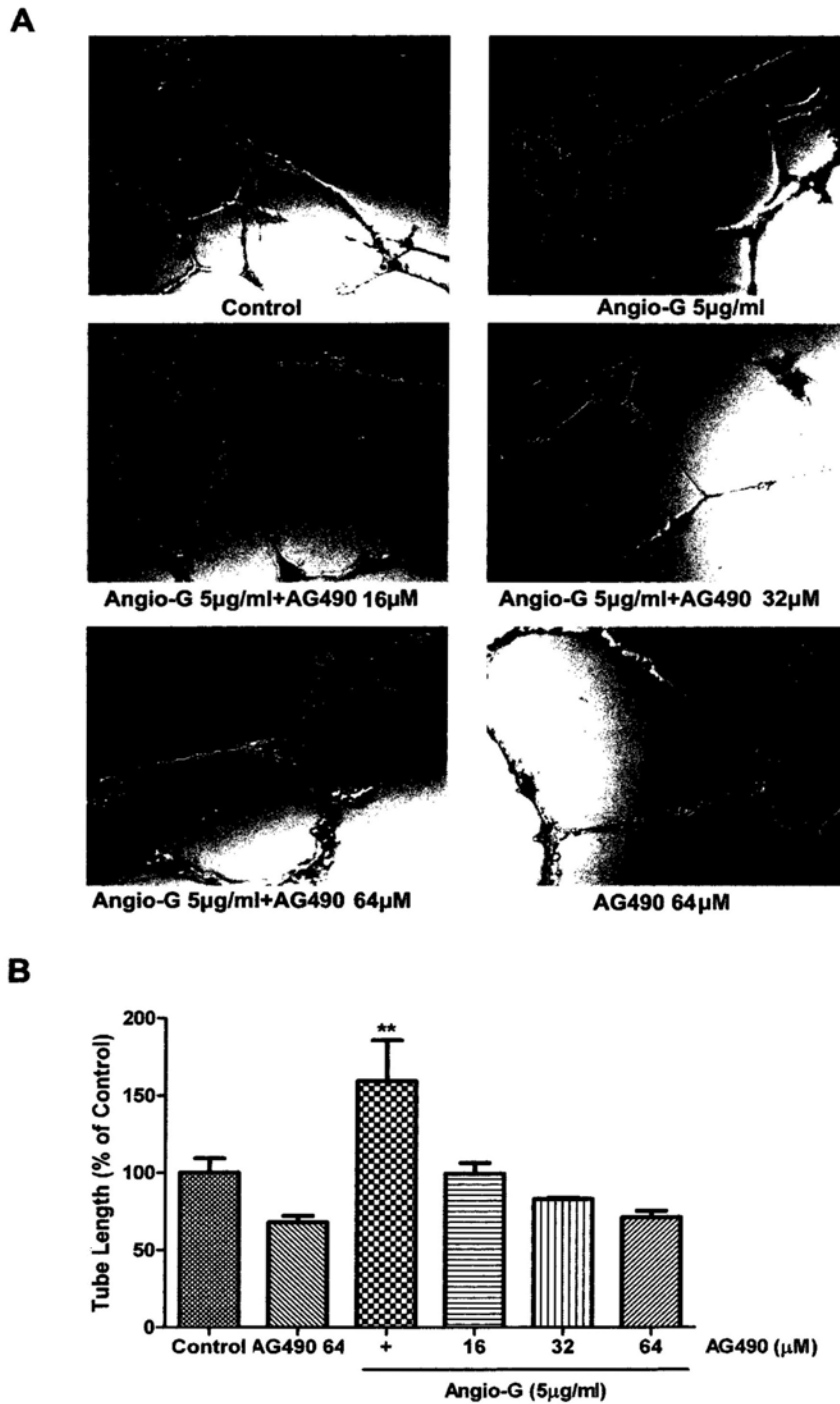 A
Control
Angio-G 5µg/ml
Angio-G 5µg/ml+AG490 16µM
Angio-G 5µg/ml+AG490 32µM
Angio-G 5µg/ml+AG490 64µM
AG490 64µM
B
Tube Length (% of Control)
200
150
100
50
0
**
Control AG490 64 + 16 32 64 AG490 (µM)
Angio-G (5µg/ml)